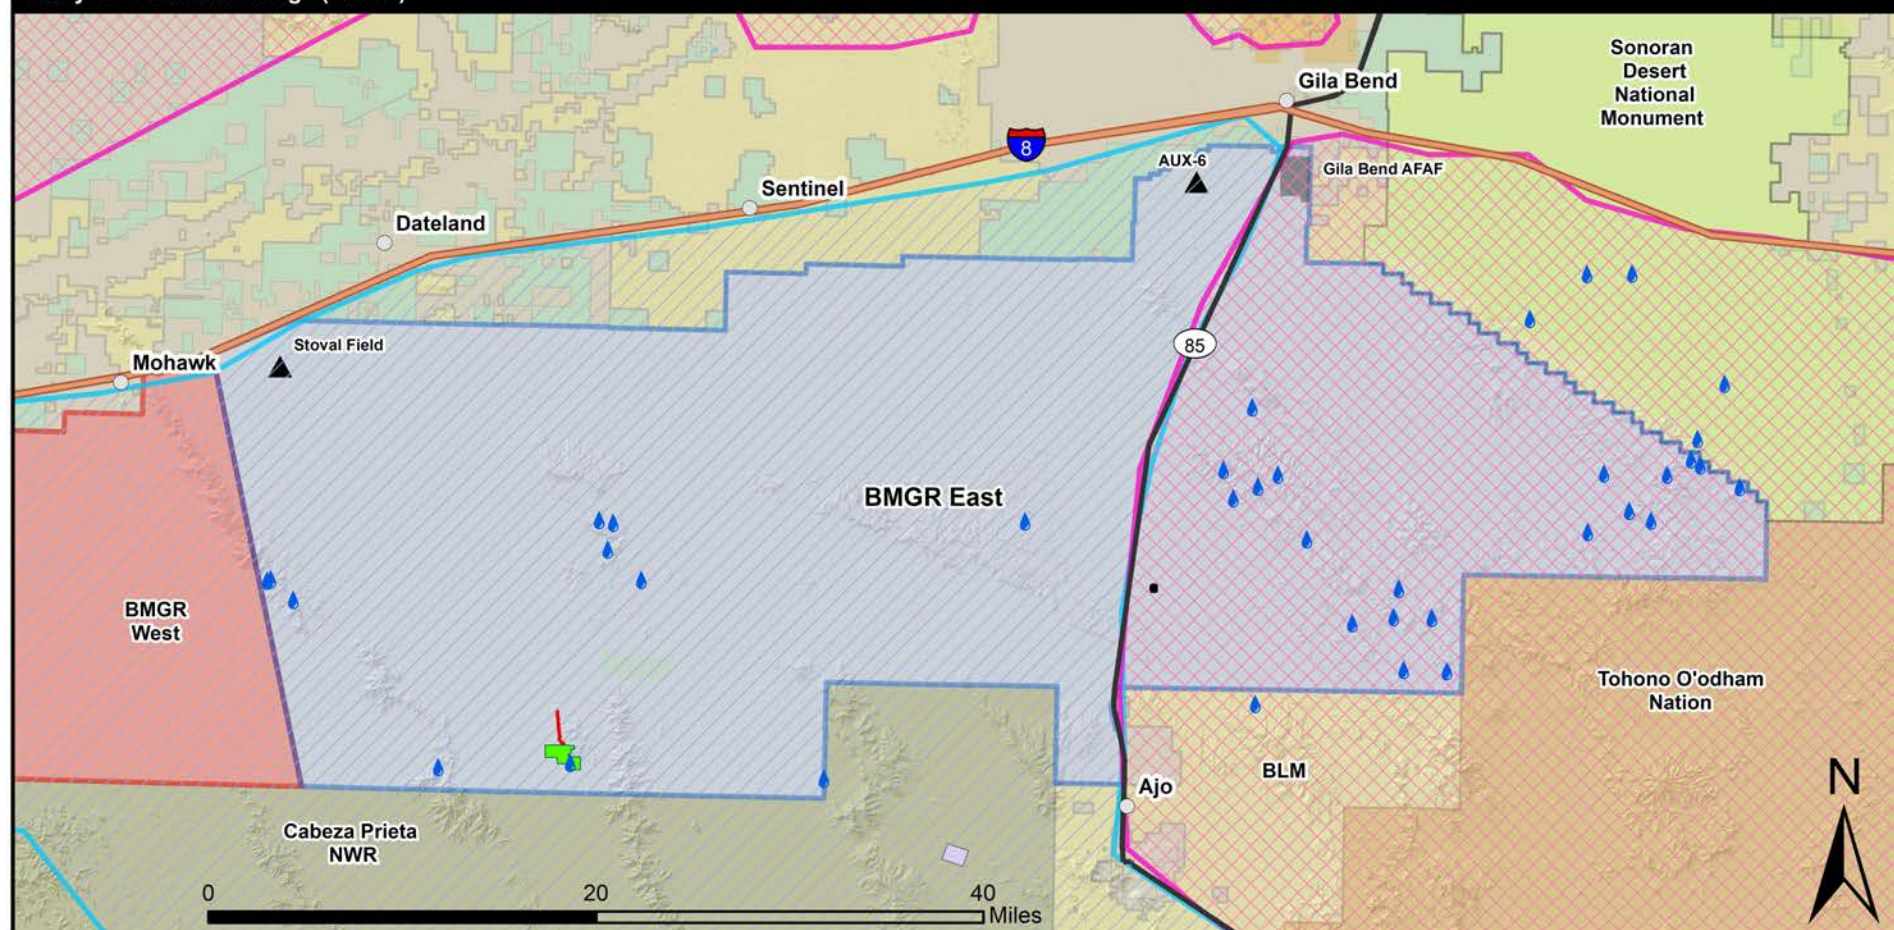 Sonoran
Desert
National
Monument
Gila Bend
8
AUX-6
Gila Bend AFAF
Sentinel
Dateland
85
Stoval Field
Mohawk
BMGR East
BMGR
West
Tohono O'odham
Nation
BLM
Ajo
N
Cabeza Prieta
NWR
0 20 40
Miles